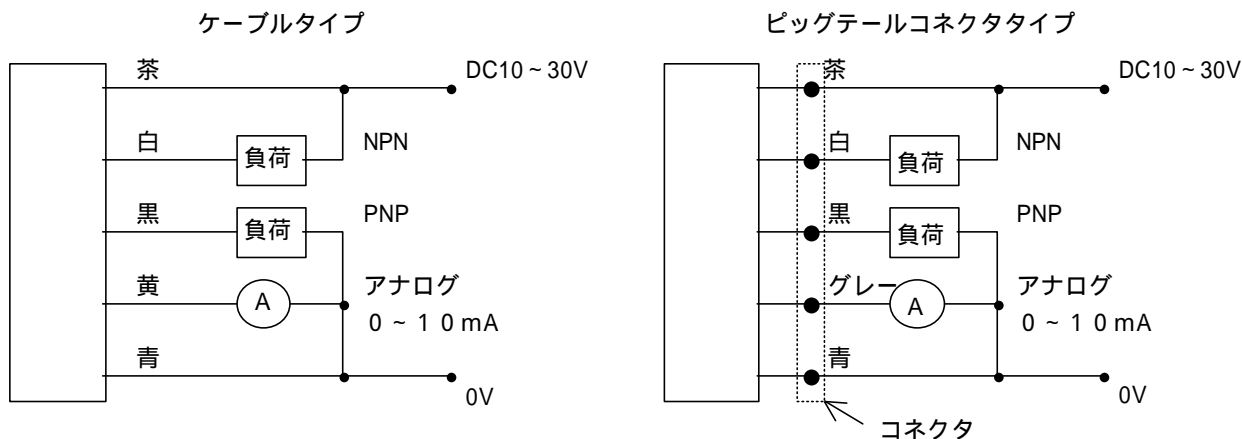 ケーブルタイプ
茶
DC10 ~ 30V
白
負荷
NPN
黒
負荷
PNP
黄
A
アナログ
0 ~ 1 0 mA
青
0V
ピッグテールコネクタタイプ
茶
DC10 ~ 30V
白
負荷
NPN
黒
負荷
PNP
グレー
A
アナログ
0 ~ 1 0 mA
青
0V
コネクタ